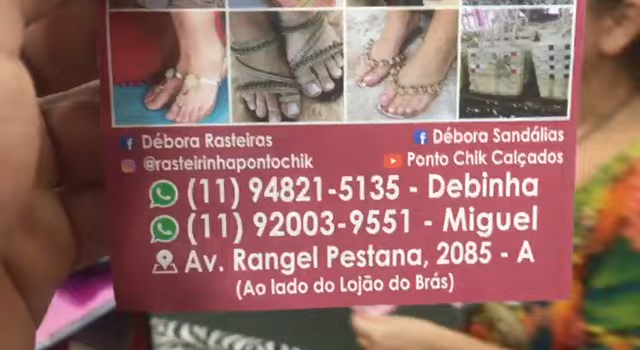 Débora Rasteiras
Débora Sandálias
@rasteirinhapontochik
Ponto Chik Calçados
(11) 94821-5135 - Debinha
(11) 92003-9551 - Miguel
Av. Rangel Pestana, 2085 - A
(Ao lado do Lojão do Brás)